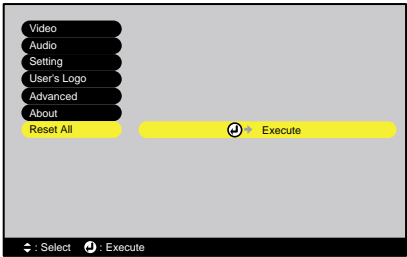 Video
Audio
Setting
User's Logo
Advanced
About
Reset All
Execute
: Select : Execute